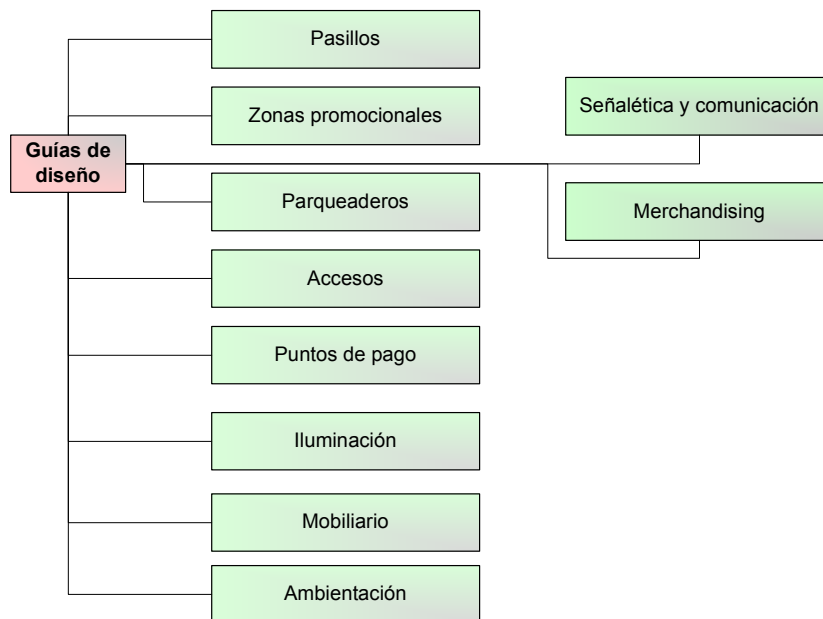 Pasillos
Zonas promocionales
Señalética y comunicación
Guías de
diseño
Parqueaderos
Merchandising
Accesos
Puntos de pago
Iluminación
Mobiliario
Ambientación